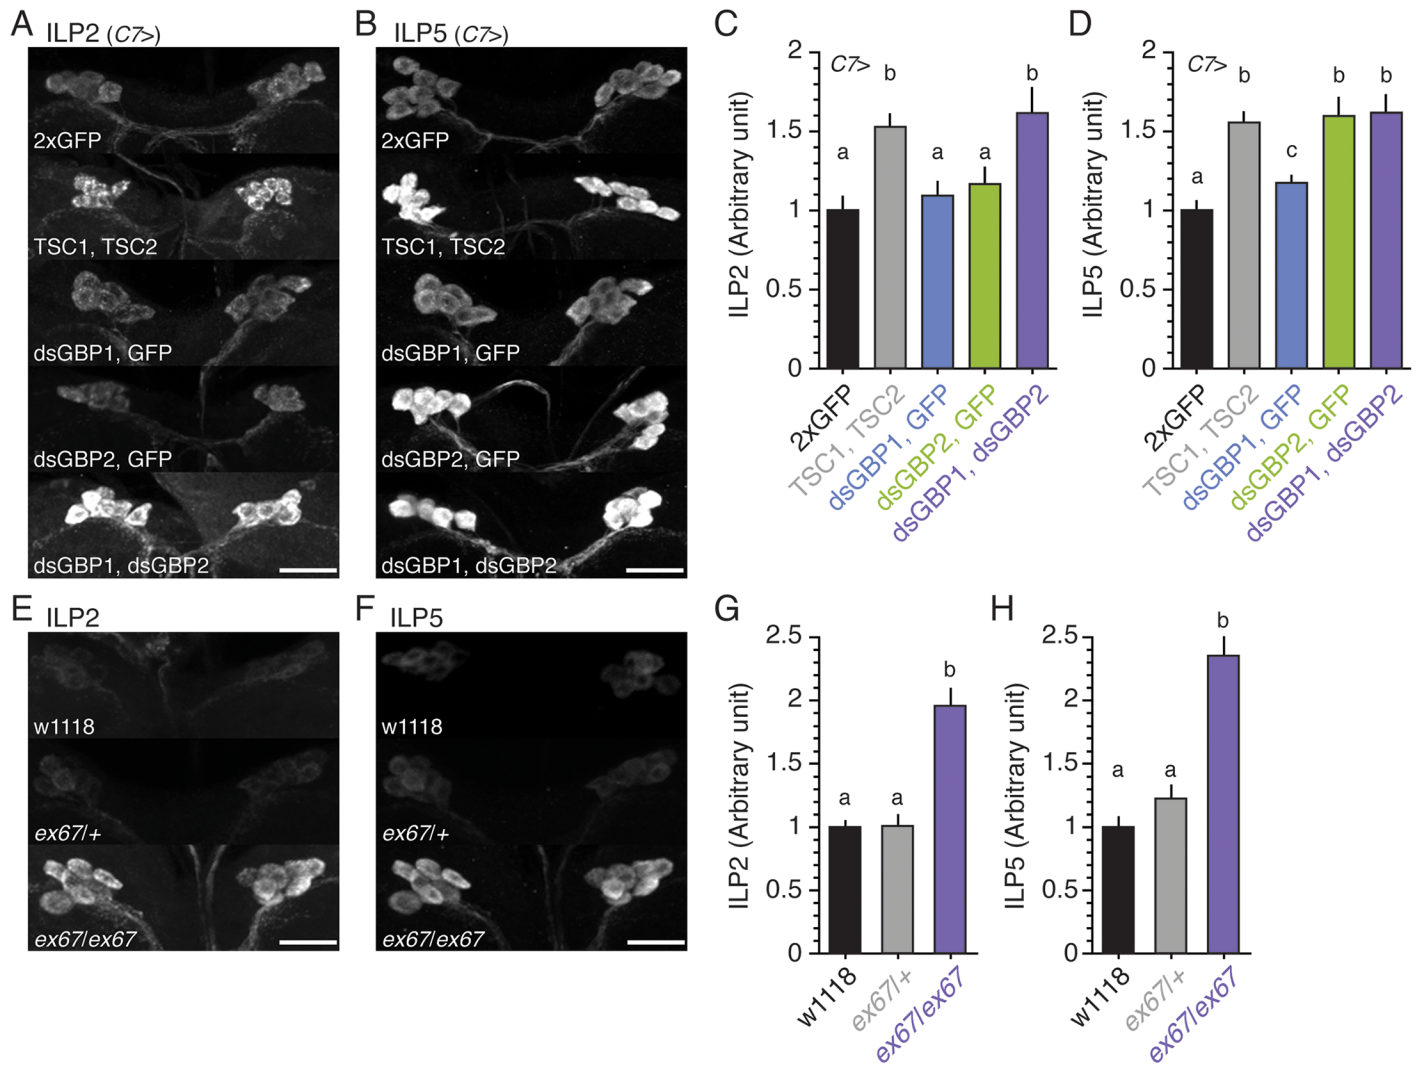 A ILP2 (C7>)
2xGFP
TSC1, TSC2
dsGBP1, GFP
dsGBP2, GFP
dsGBP1, dsGBP2
B ILP5 (C7>)
2xGFP
TSC1, TSC2
dsGBP1, GFP
dsGBP2, GFP
dsGBP1, dsGBP2
C
C7>
ILP2 (Arbitrary unit)
2
1.5
1
0.5
0
a
b
a
a
b
2xGFP
TSC1, TSC2
dsGBP1, GFP
dsGBP2, GFP
dsGBP1, dsGBP2
D
C7>
ILP5 (Arbitrary unit)
2
1.5
1
0.5
0
a
b
c
b
b
2xGFP
TSC1, TSC2
dsGBP1, GFP
dsGBP2, GFP
dsGBP1, dsGBP2
E ILP2
w1118
ex67/+
ex67/ex67
F ILP5
w1118
ex67/+
ex67/ex67
G
ILP2 (Arbitrary unit)
2.5
2
1.5
1
0.5
0
a
a
b
w1118
ex67/+
ex67/ex67
H
ILP5 (Arbitrary unit)
2.5
2
1.5
1
0.5
0
a
a
b
w1118
ex67/+
ex67/ex67